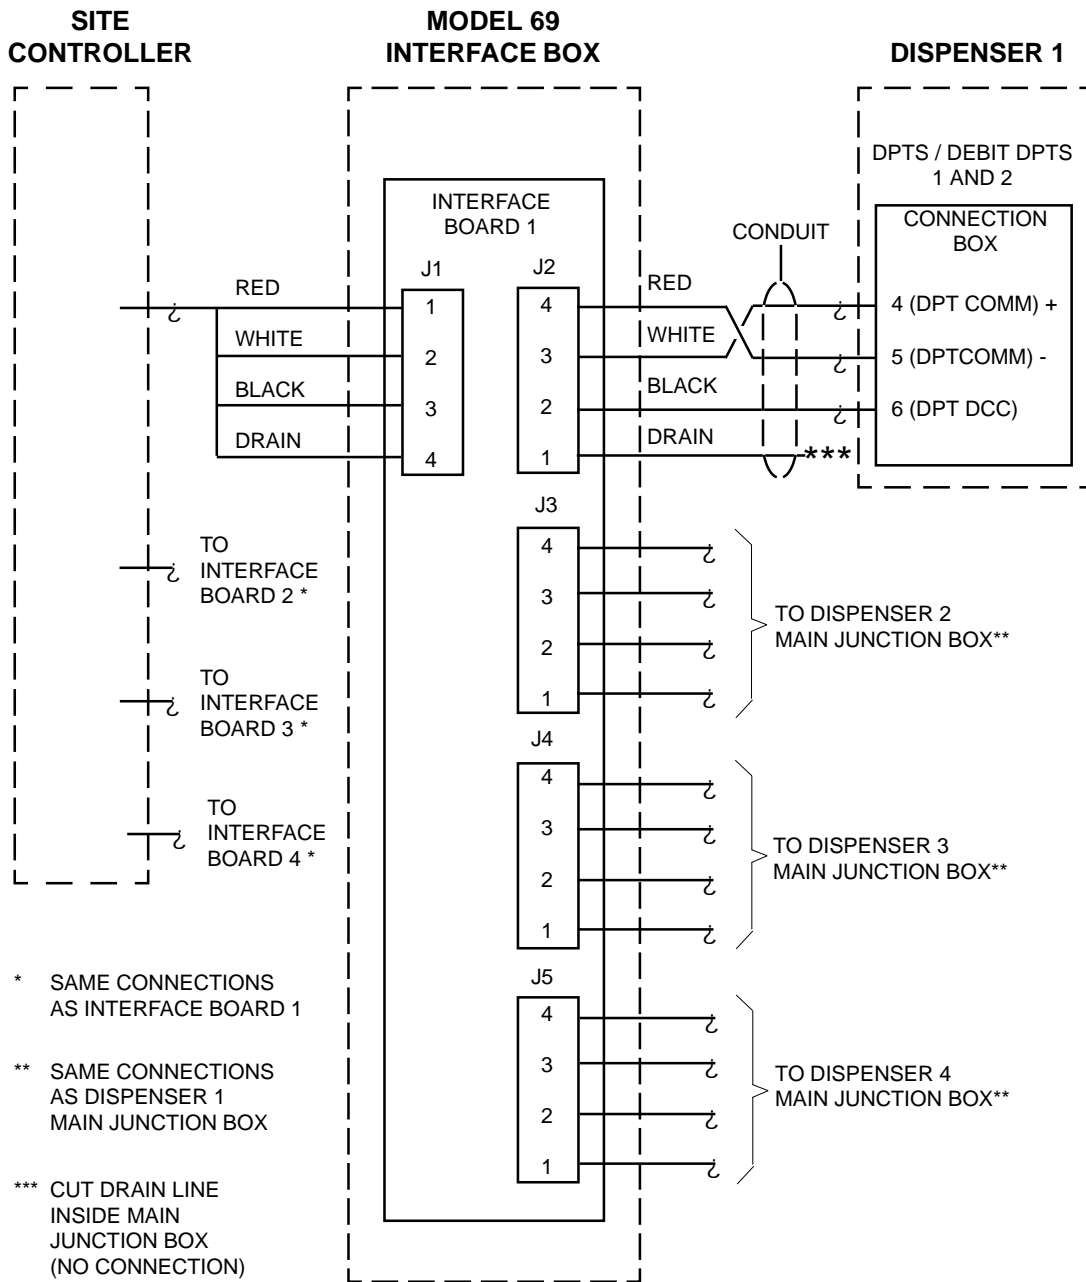 SITE
CONTROLLER
MODEL 69
INTERFACE BOX
DISPENSER 1
DPTS / DEBIT DPTS
1 AND 2
INTERFACE
BOARD 1
CONNECTION
BOX
CONDUIT
J1
J2
RED
1
WHITE
2
BLACK
3
DRAIN
4
4
RED
3
WHITE
2
BLACK
1
DRAIN
***
4 (DPT COMM) +
5 (DPTCOMM) -
6 (DPT DCC)
¿
¿
¿
¿
J3
4
¿
3
¿
2
¿
1
¿
TO DISPENSER 2
MAIN JUNCTION BOX**
¿
TO
INTERFACE
BOARD 2 *
¿
TO
INTERFACE
BOARD 3 *
¿
TO
INTERFACE
BOARD 4 *
J4
4
¿
3
¿
2
¿
1
¿
TO DISPENSER 3
MAIN JUNCTION BOX**
J5
4
¿
3
¿
2
¿
1
¿
TO DISPENSER 4
MAIN JUNCTION BOX**
* SAME CONNECTIONS
AS INTERFACE BOARD 1
** SAME CONNECTIONS
AS DISPENSER 1
MAIN JUNCTION BOX
*** CUT DRAIN LINE
INSIDE MAIN
JUNCTION BOX
(NO CONNECTION)